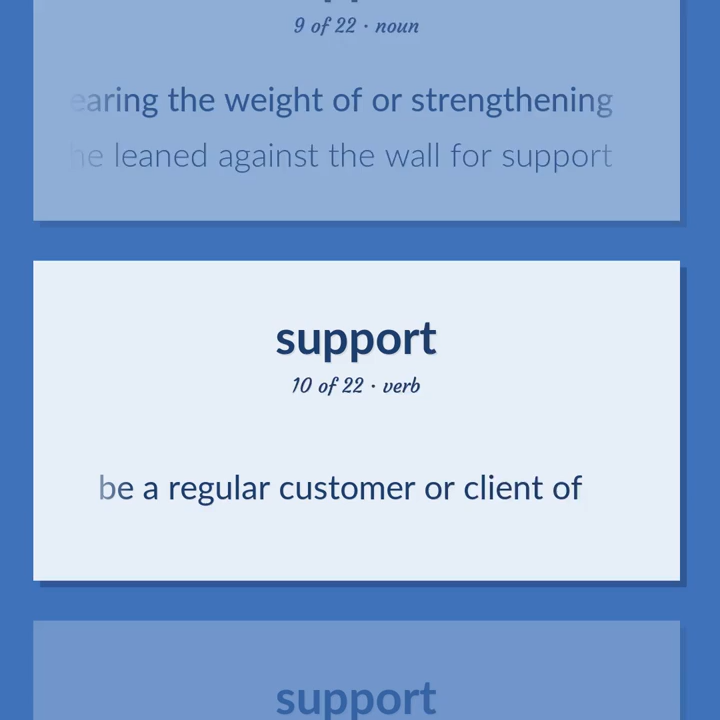 9 of 22 · noun
earing the weight of or strengthening
he leaned against the wall for support
support
10 of 22 · verb
be a regular customer or client of
support